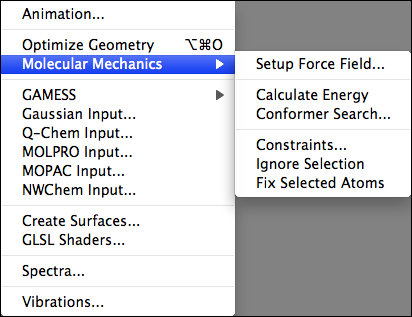 Animation...
Optimize Geometry ⌥⌘O
Molecular Mechanics
GAMESS
Gaussian Input...
Q-Chem Input...
MOLPRO Input...
MOPAC Input...
NWChem Input...
Create Surfaces...
GLSL Shaders...
Spectra...
Vibrations...
Setup Force Field...
Calculate Energy
Conformer Search...
Constraints...
Ignore Selection
Fix Selected Atoms